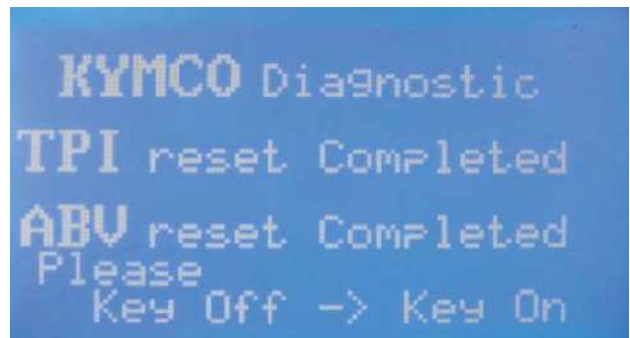 KYMCO Diagnostic
TPI reset Completed
ABV reset Completed
Please
Key Off -> Key On